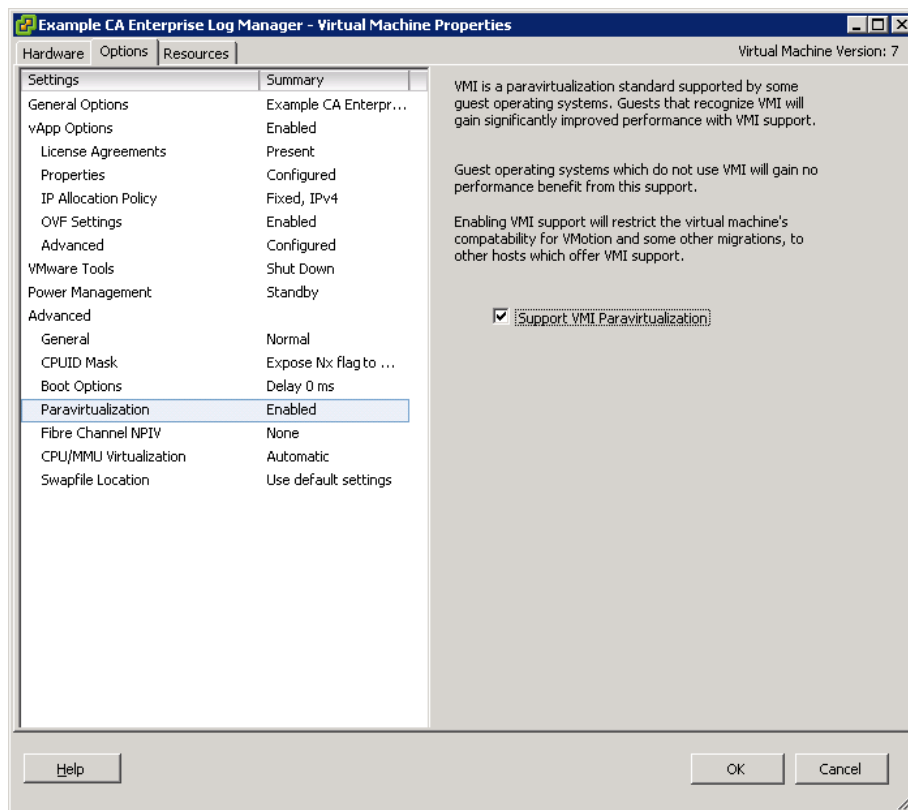 Example CA Enterprise Log Manager - Virtual Machine Properties
Hardware Options Resources Virtual Machine Version: 7
Settings Summary
General Options Example CA Enterpr...
vApp Options Enabled
License Agreements Present
Properties Configured
IP Allocation Policy Fixed, IPv4
OVF Settings Enabled
Advanced Configured
VMware Tools Shut Down
Power Management Standby
Advanced
General Normal
CPUID Mask Expose Nx flag to ...
Boot Options Delay 0 ms
Paravirtualization Enabled
Fibre Channel NPIV None
CPU/MMU Virtualization Automatic
Swapfile Location Use default settings
VMI is a paravirtualization standard supported by some
guest operating systems. Guests that recognize VMI will
gain significantly improved performance with VMI support.
Guest operating systems which do not use VMI will gain no
performance benefit from this support.
Enabling VMI support will restrict the virtual machine's
compatability for VMotion and some other migrations, to
other hosts which offer VMI support.
Support VMI Paravirtualization
Help OK Cancel